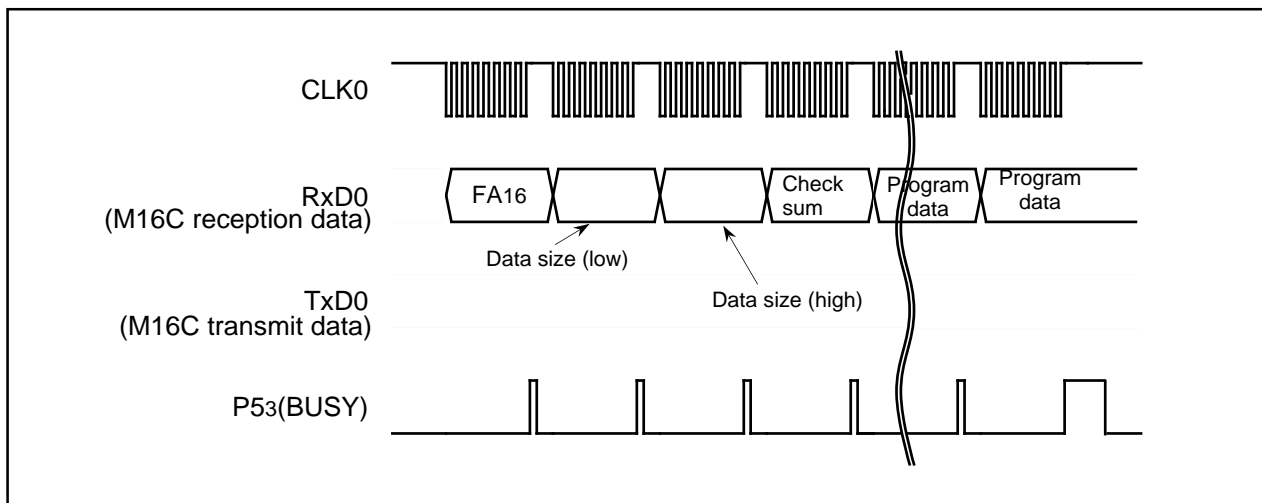 CLK0
RxD0
(M16C reception data)
FA16
Check
sum
Program
data
Program
data
Data size (low)
Data size (high)
TxD0
(M16C transmit data)
P53(BUSY)